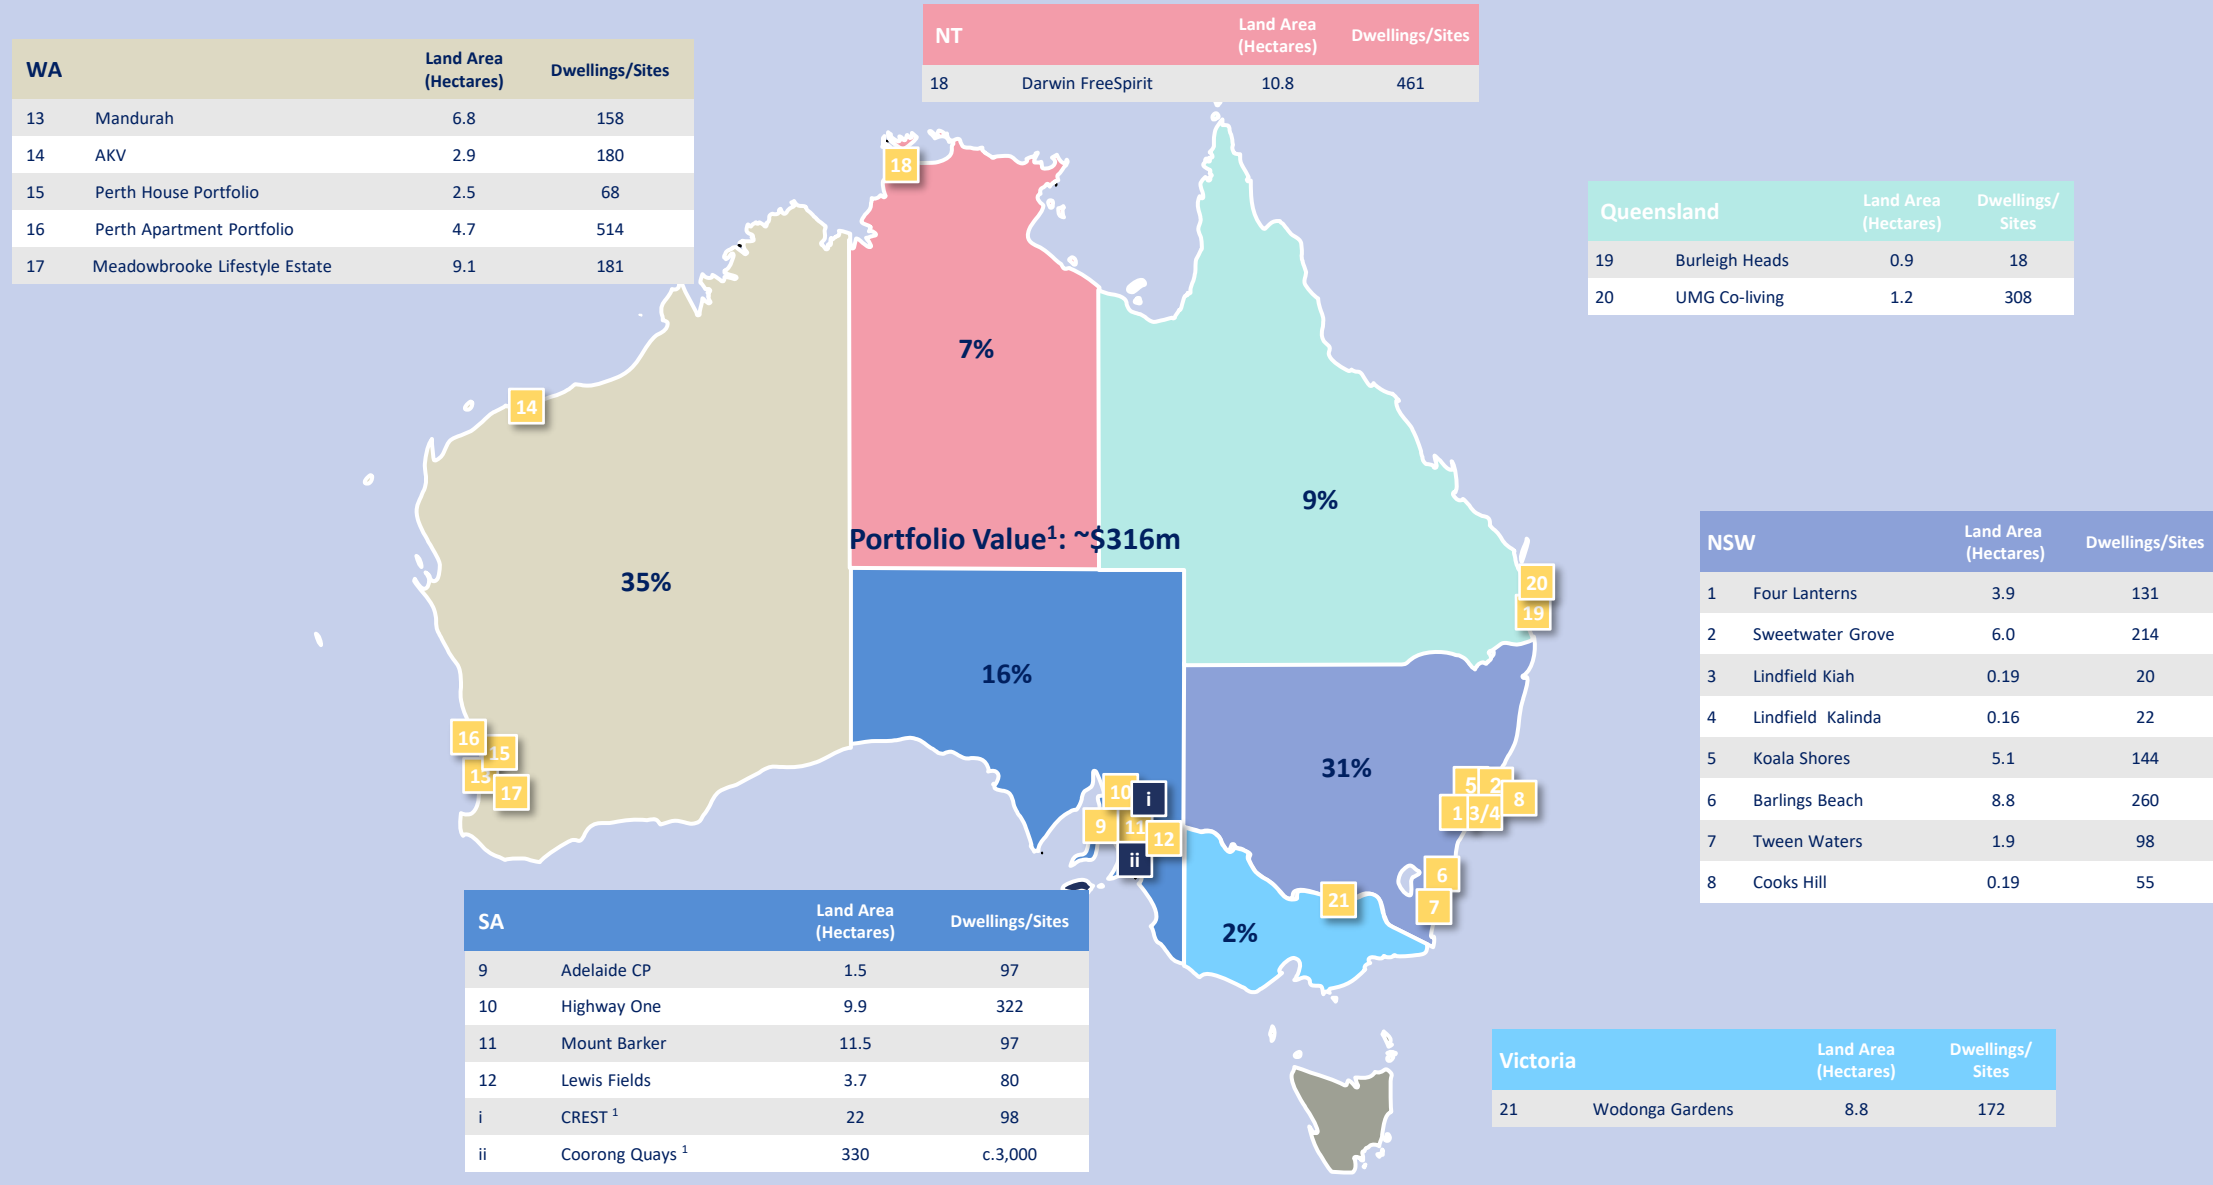 NT Land Area (Hectares) Dwellings/Sites
18 Darwin FreeSpirit 10.8 461
WA Land Area (Hectares) Dwellings/Sites
13 Mandurah 6.8 158
14 AKV 2.9 180
15 Perth House Portfolio 2.5 68
16 Perth Apartment Portfolio 4.7 514
17 Meadowbrooke Lifestyle Estate 9.1 181
Queensland Land Area (Hectares) Dwellings/ Sites
19 Burleigh Heads 0.9 18
20 UMG Co-living 1.2 308
18
7%
14
9%
Portfolio Value¹: ~$316m
35%
20
19
16%
16
15
13
17
31%
10
i
9
11
12
ii
5
2
8
1
3/4
6
7
21
2%
NSW Land Area (Hectares) Dwellings/Sites
1 Four Lanterns 3.9 131
2 Sweetwater Grove 6.0 214
3 Lindfield Kiah 0.19 20
4 Lindfield Kalinda 0.16 22
5 Koala Shores 5.1 144
6 Barlings Beach 8.8 260
7 Tween Waters 1.9 98
8 Cooks Hill 0.19 55
SA Land Area (Hectares) Dwellings/Sites
9 Adelaide CP 1.5 97
10 Highway One 9.9 322
11 Mount Barker 11.5 97
12 Lewis Fields 3.7 80
i CREST ¹ 22 98
ii Coorong Quays ¹ 330 c.3,000
Victoria Land Area (Hectares) Dwellings/ Sites
21 Wodonga Gardens 8.8 172